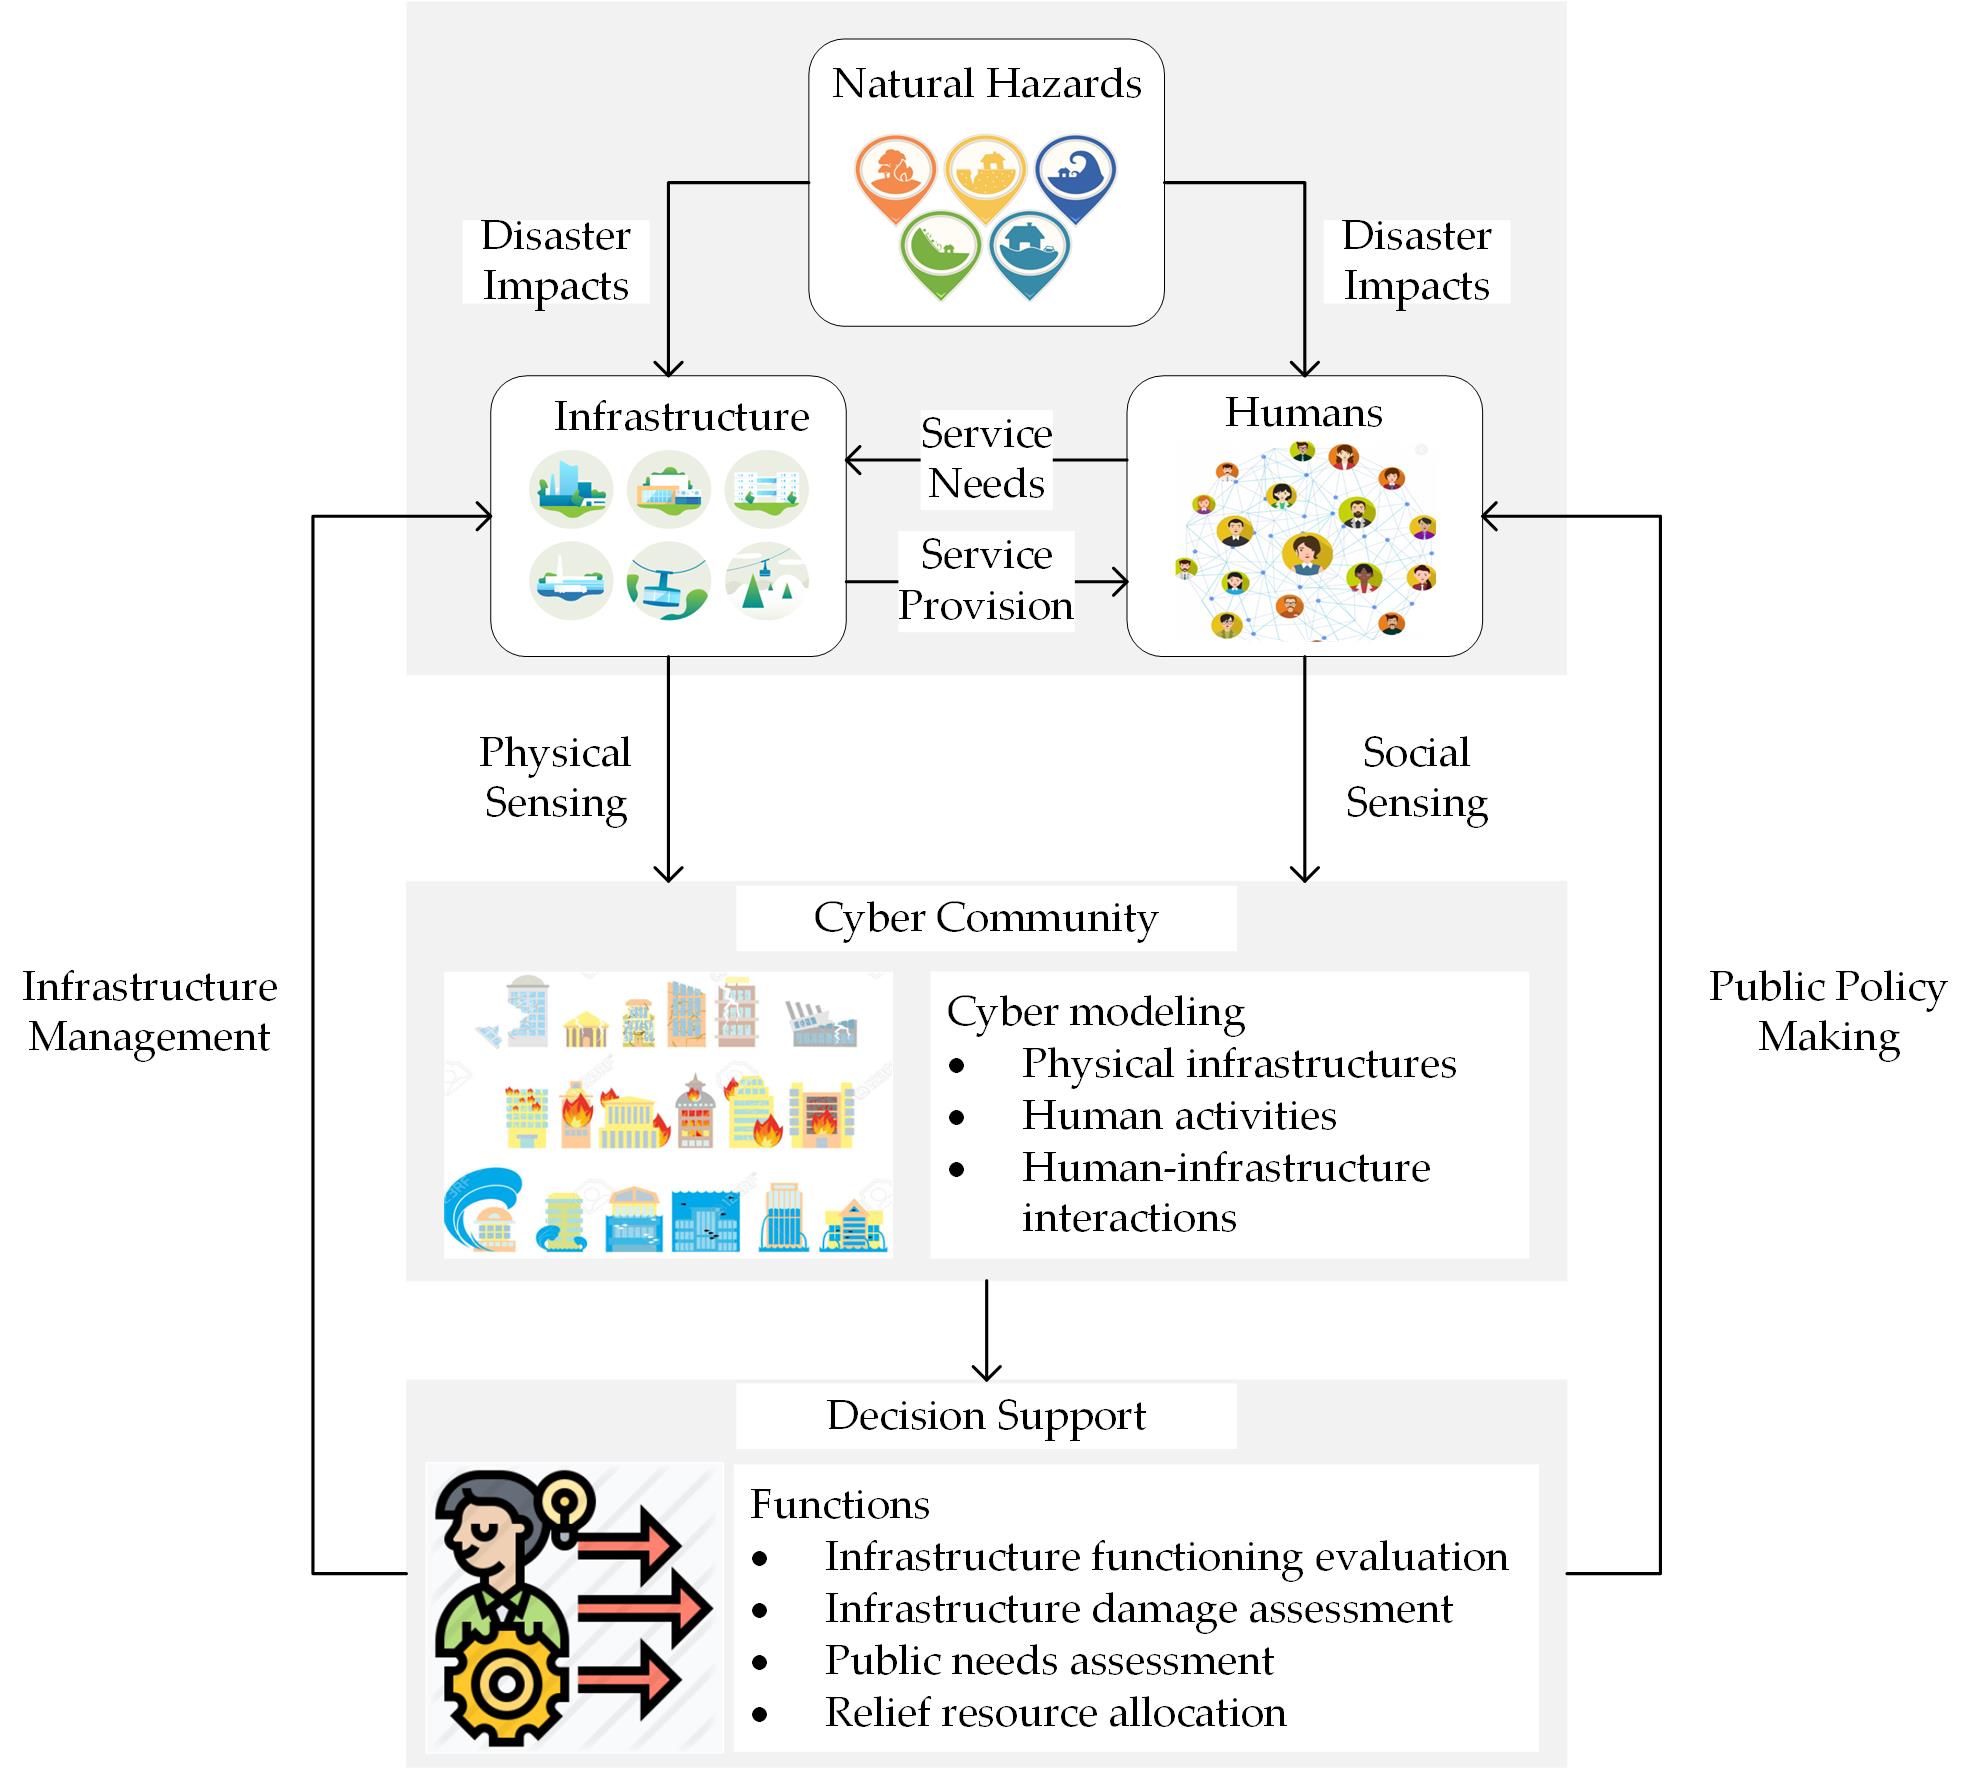 Natural Hazards
Disaster
Impacts
Disaster
Impacts
Infrastructure
Humans
Service
Needs
Service
Provision
Physical
Sensing
Social
Sensing
Cyber Community
Infrastructure
Management
Public Policy
Making
Cyber modeling
• Physical infrastructures
• Human activities
• Human-infrastructure
interactions
Decision Support
Functions
• Infrastructure functioning evaluation
• Infrastructure damage assessment
• Public needs assessment
• Relief resource allocation